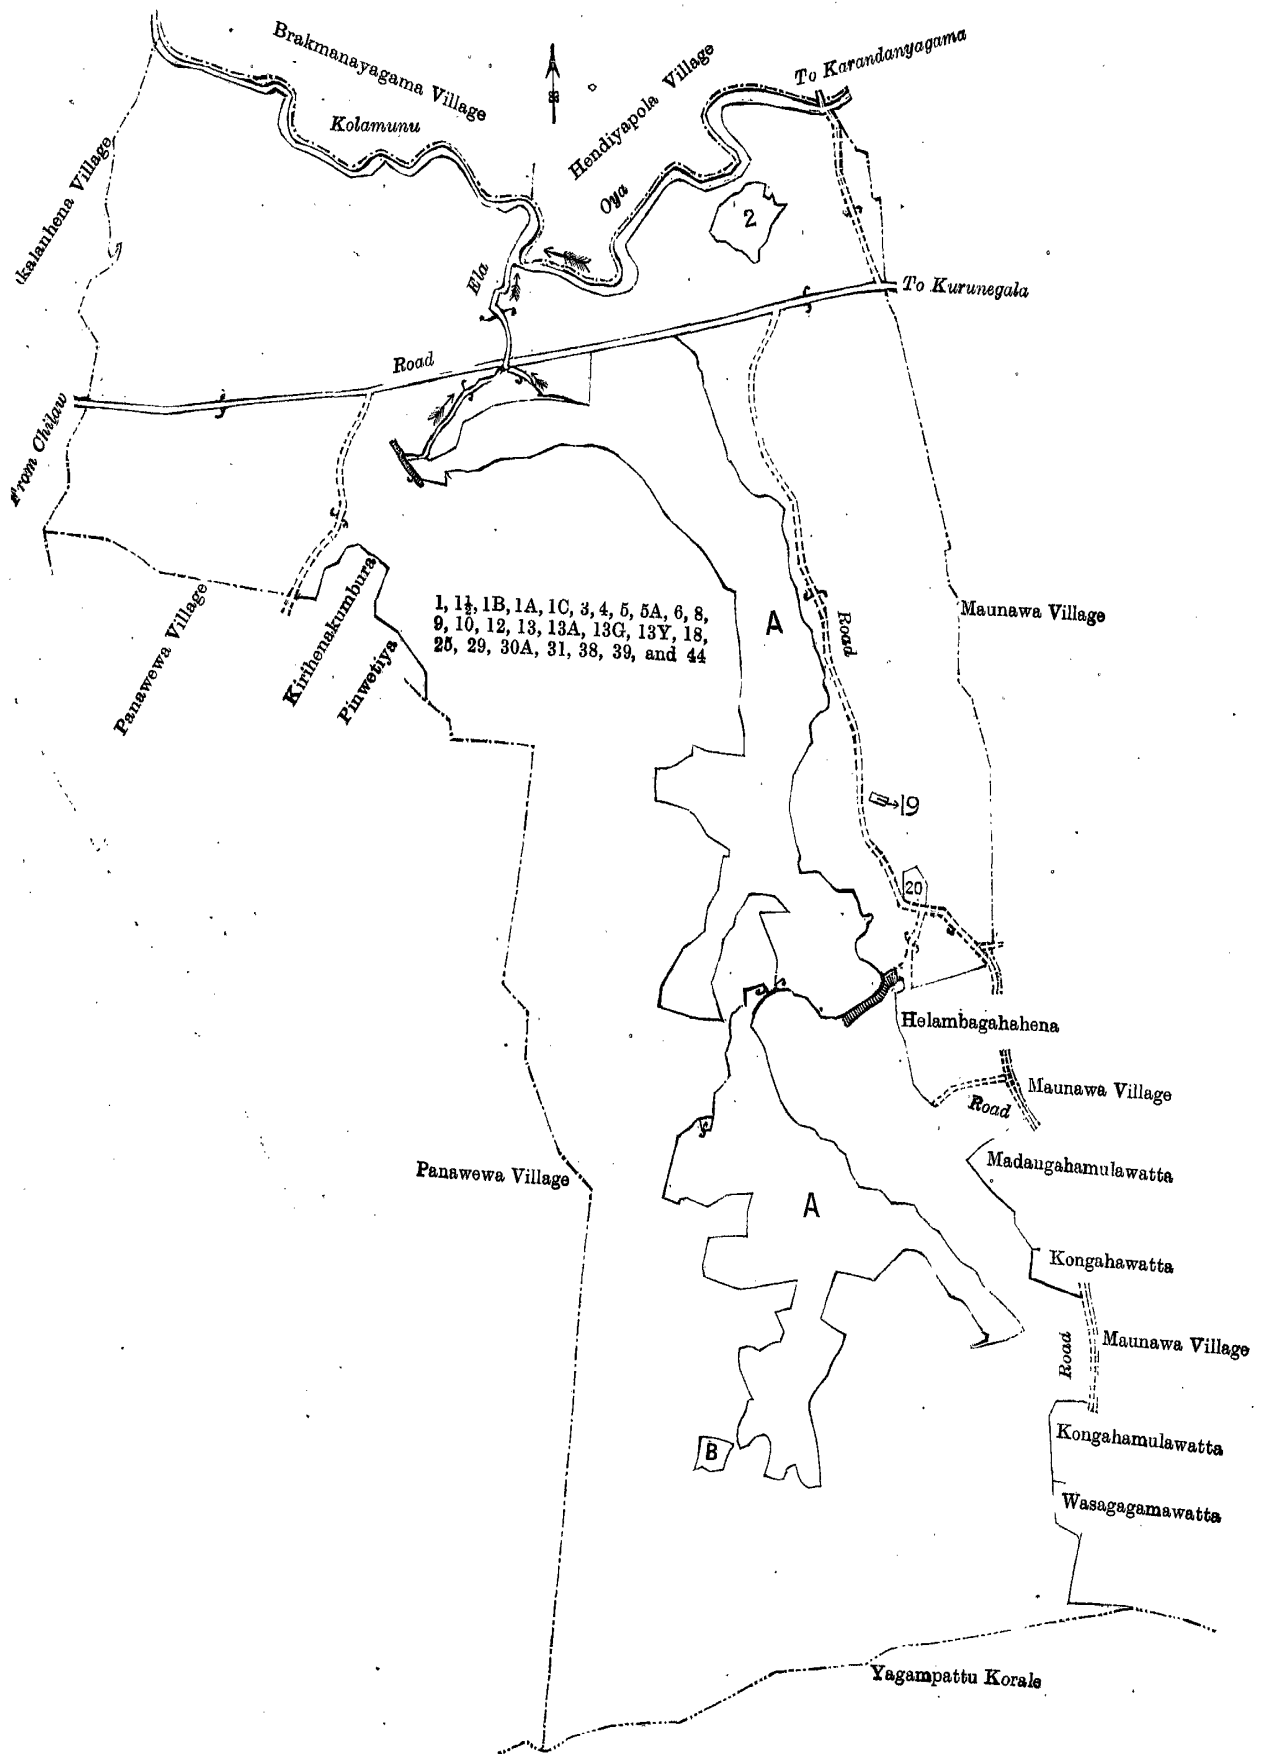 Brakmanayagama Village
Kolamunu
Hendiyapola Village
Oya
To Karandanyagama
2
kalanhena Village
Ela
To Kurunegala
Road
From Chilaw
1, 1½, 1B, 1A, 1C, 3, 4, 5, 5A, 6, 8,
9, 10, 12, 13, 13A, 13G, 13Y, 18,
25, 29, 30A, 31, 38, 39, and 44
A
Road
Maunawa Village
Panawewa Village
Kirihenakumbura
Pinwetiya
19
20
Helambagahahena
Maunawa Village
Road
Madangahamulawatta
Panawewa Village
A
Kongahawatta
Road
Maunawa Village
B
Kongahamulawatta
Wasagagamawatta
Yagampattu Korale